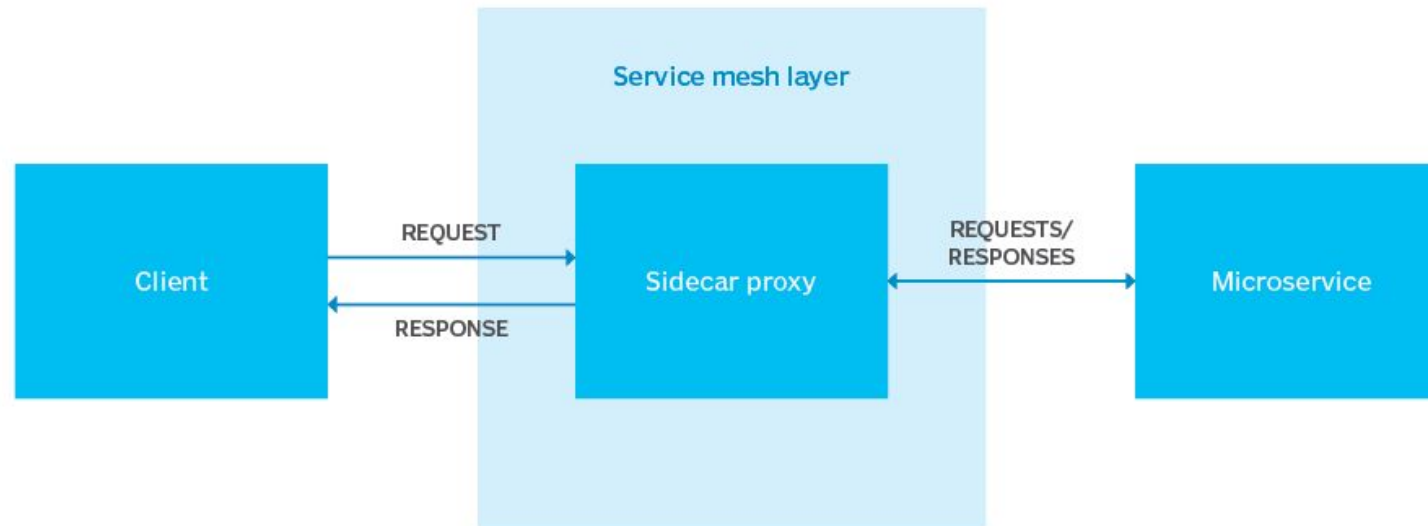 Service mesh layer
Client
REQUEST
RESPONSE
Sidecar proxy
REQUESTS/
RESPONSES
Microservice